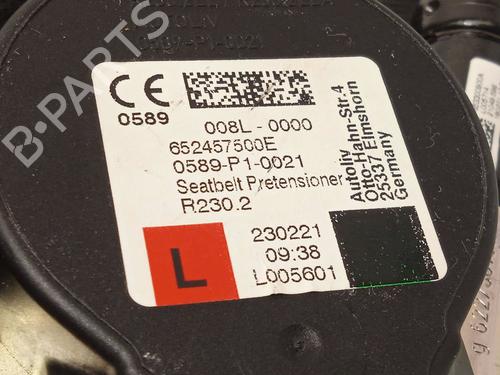 CE
0589
008L-0000
652457500E
0589-P1-0021
Seatbelt Pretensioner
R230.2
Autoliv
Otto-Hahn-Str.4
25337 Elmshorn
Germany
L
230221
09:38
L005601
B-PARTS